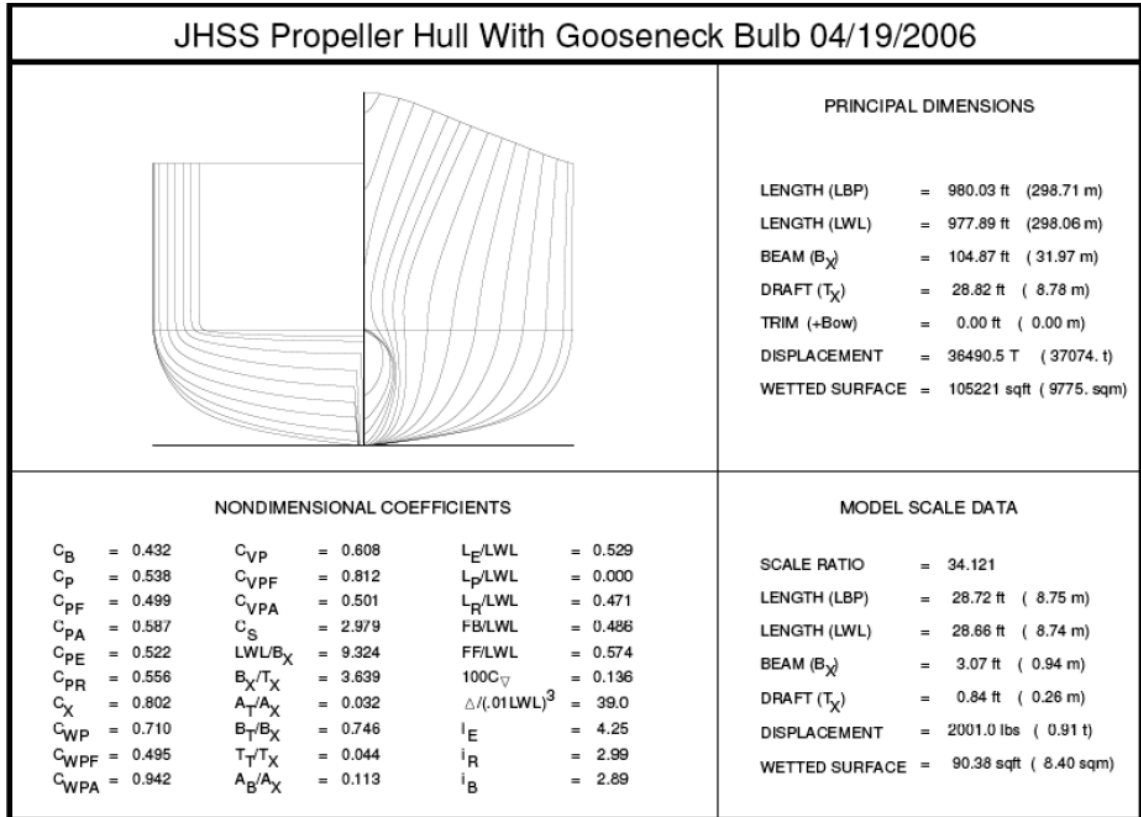 JHSS Propeller Hull With Gooseneck Bulb 04/19/2006
PRINCIPAL DIMENSIONS
LENGTH (LBP) = 980.03 ft (298.71 m)
LENGTH (LWL) = 977.89 ft (298.06 m)
BEAM (BX) = 104.87 ft ( 31.97 m)
DRAFT (TX) = 28.82 ft ( 8.78 m)
TRIM (+Bow) = 0.00 ft ( 0.00 m)
DISPLACEMENT = 36490.5 T ( 37074. t)
WETTED SURFACE = 105221 sqft ( 9775. sqm)
NONDIMENSIONAL COEFFICIENTS
CB = 0.432 CVP = 0.608 LE/LWL = 0.529
CP = 0.538 CVPF = 0.812 LP/LWL = 0.000
CPF = 0.499 CVPA = 0.501 LR/LWL = 0.471
CPA = 0.587 CS = 2.979 FB/LWL = 0.486
CPE = 0.522 LWL/BX = 9.324 FF/LWL = 0.574
CPR = 0.556 BX/TX = 3.639 100C▽ = 0.136
CX = 0.802 AT/AX = 0.032 △/(.01LWL)3 = 39.0
CWP = 0.710 BT/BX = 0.746 IE = 4.25
CWPF = 0.495 TT/TX = 0.044 iR = 2.99
CWPA = 0.942 AB/AX = 0.113 iB = 2.89
MODEL SCALE DATA
SCALE RATIO = 34.121
LENGTH (LBP) = 28.72 ft ( 8.75 m)
LENGTH (LWL) = 28.66 ft ( 8.74 m)
BEAM (BX) = 3.07 ft ( 0.94 m)
DRAFT (TX) = 0.84 ft ( 0.26 m)
DISPLACEMENT = 2001.0 lbs ( 0.91 t)
WETTED SURFACE = 90.38 sqft ( 8.40 sqm)